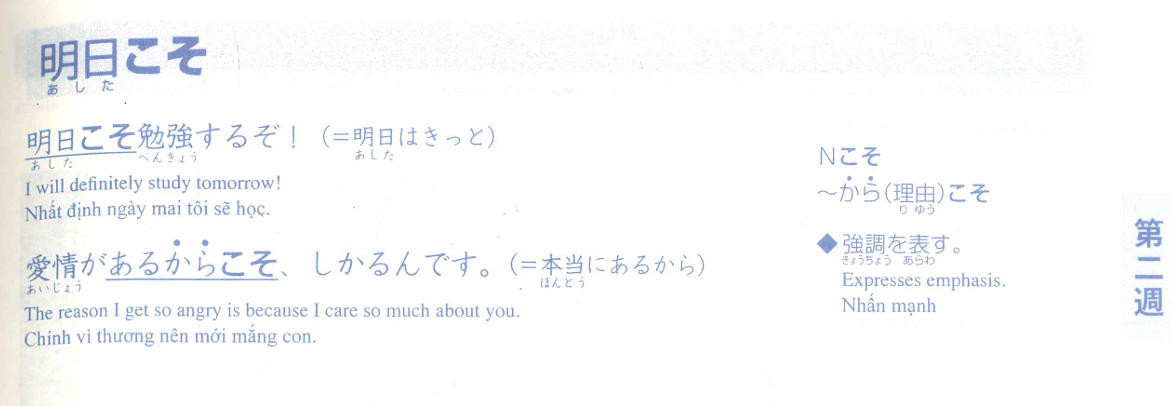 明日こそ
あした
明日こそ勉強するぞ！（＝明日はきっと）
あした べんきょう あした
I will definitely study tomorrow!
Nhất định ngày mai tôi sẽ học.
愛情があるからこそ、しかるんです。（＝本当にあるから）
あいじょう ほんとう
The reason I get so angry is because I care so much about you.
Chính vì thương nên mới mắng con.
Nこそ
～から(理由)こそ
り ゆう
◆強調を表す。
きょうちょう あらわ
Expresses emphasis.
Nhấn mạnh
第二週